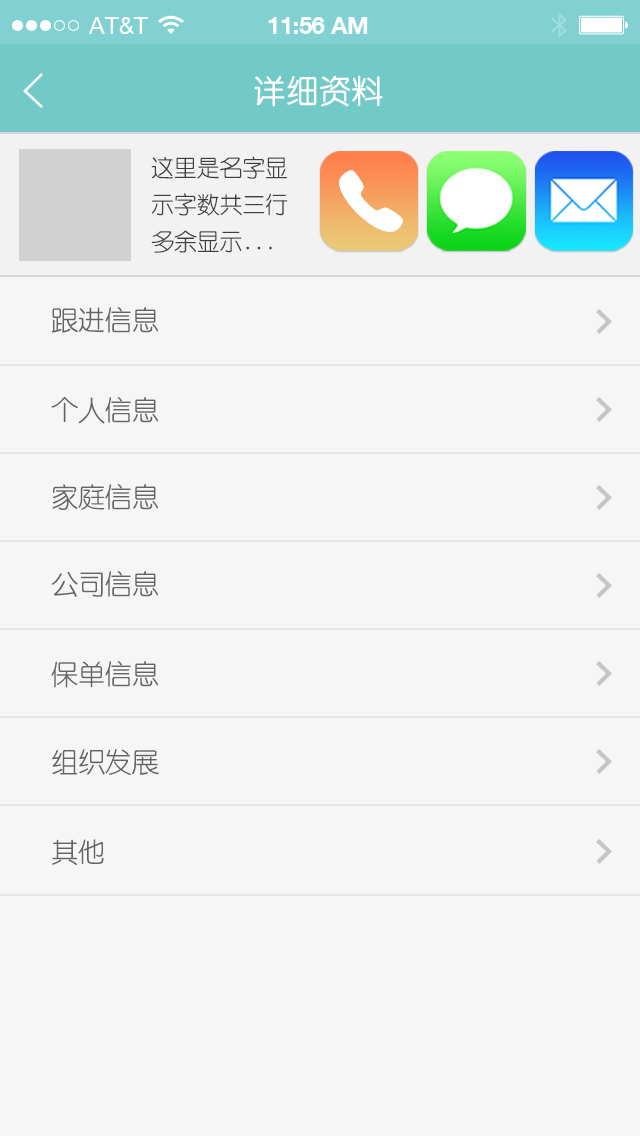 AT&T 11:56 AM
详细资料
这里是名字显
示字数共三行
多余显示...
跟进信息
个人信息
家庭信息
公司信息
保单信息
组织发展
其他